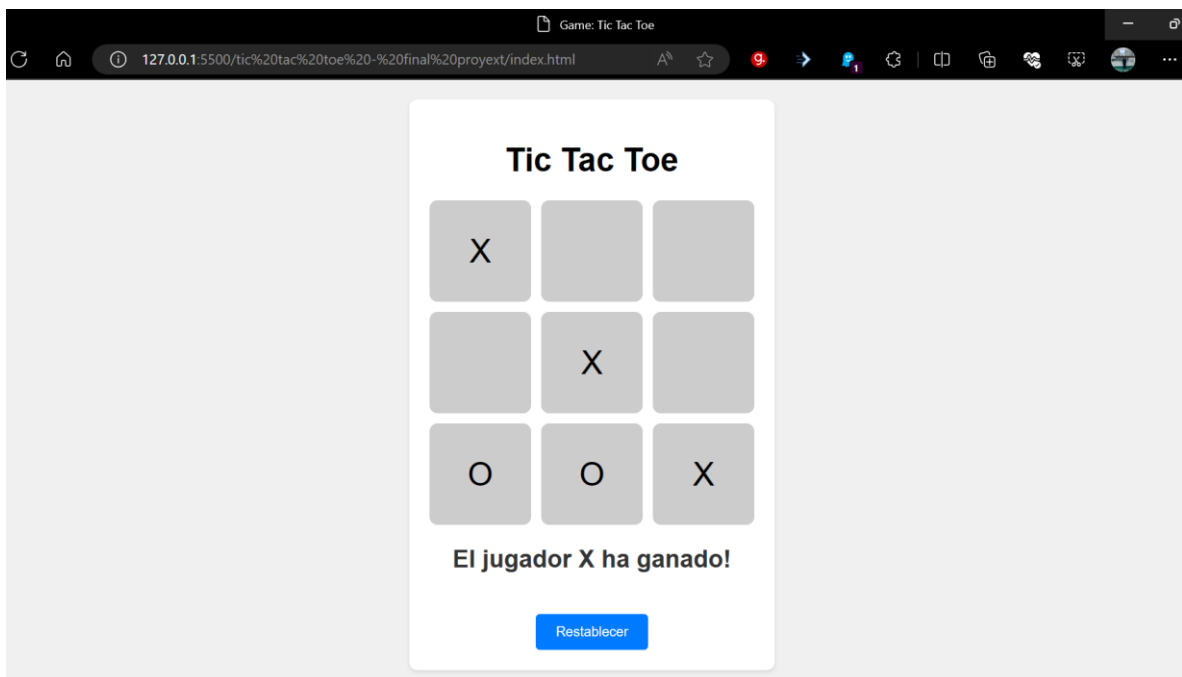 Game: Tic Tac Toe
127.0.0.1:5500/tic%20tac%20toe%20-%20final%20proyext/index.html
g.
1
Tic Tac Toe
X
X
O O X
El jugador X ha ganado!
Restablecer